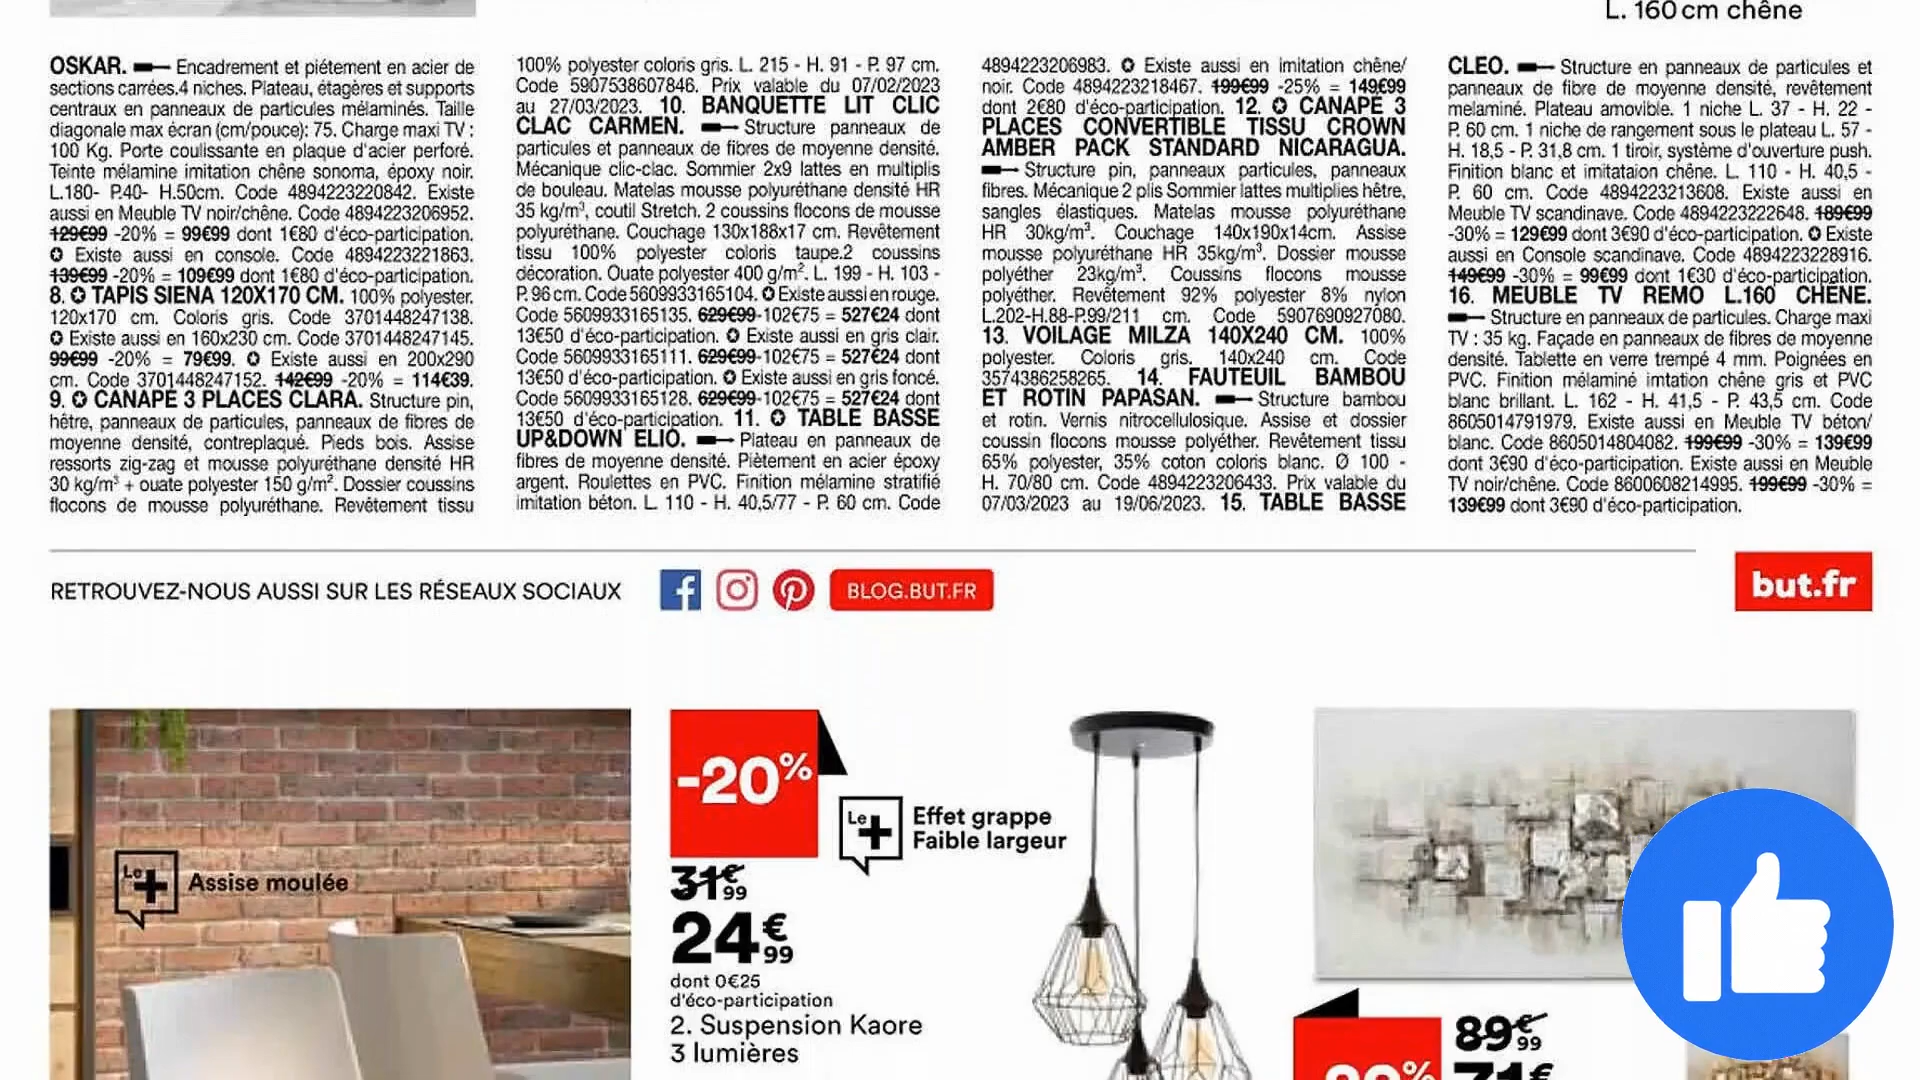 L. 160 cm chêne
OSKAR. Encadrement et piétement en acier de
sections carrées.4 niches. Plateau, étagères et supports
centraux en panneaux de particules mélaminés. Taille
diagonale max écran (cm/pouce): 75. Charge maxi TV :
100 Kg. Porte coulissante en plaque d'acier perforé.
Teinte mélamine imitation chêne sonoma, époxy noir.
L.180- P.40- H.50cm. Code 4894223220842. Existe
aussi en Meuble TV noir/chêne. Code 4894223206952.
129€99 -20% = 99€99 dont 1€80 d'éco-participation.
✪ Existe aussi en console. Code 4894223221863.
139€99 -20% = 109€99 dont 1€80 d'éco-participation.
8. ✪ TAPIS SIENA 120X170 CM. 100% polyester.
120x170 cm. Coloris gris. Code 3701448247138.
✪ Existe aussi en 160x230 cm. Code 3701448247145.
99€99 -20% = 79€99. ✪ Existe aussi en 200x290
cm. Code 3701448247152. 142€99 -20% = 114€39.
9. ✪ CANAPÉ 3 PLACES CLARA. Structure pin,
hêtre, panneaux de particules, panneaux de fibres de
moyenne densité, contreplaqué. Pieds bois. Assise
ressorts zig-zag et mousse polyuréthane densité HR
30 kg/m³ + ouate polyester 150 g/m². Dossier coussins
flocons de mousse polyuréthane. Revêtement tissu
100% polyester coloris gris. L. 215 - H. 91 - P. 97 cm.
Code 5907538607846. Prix valable du 07/02/2023
au 27/03/2023. 10. BANQUETTE LIT CLIC
CLAC CARMEN. Structure panneaux de
particules et panneaux de fibres de moyenne densité.
Mécanique clic-clac. Sommier 2x9 lattes en multiplis
de bouleau. Matelas mousse polyuréthane densité HR
35 kg/m³, coutil Stretch. 2 coussins flocons de mousse
polyuréthane. Couchage 130x188x17 cm. Revêtement
tissu 100% polyester coloris taupe.2 coussins
décoration. Ouate polyester 400 g/m². L. 199 - H. 103 -
P. 96 cm. Code 5609933165104. ✪ Existe aussi en rouge.
Code 5609933165135. 629€99-102€75 = 527€24 dont
13€50 d'éco-participation. ✪ Existe aussi en gris clair.
Code 5609933165111. 629€99-102€75 = 527€24 dont
13€50 d'éco-participation. ✪ Existe aussi en gris foncé.
Code 5609933165128. 629€99-102€75 = 527€24 dont
13€50 d'éco-participation. 11. ✪ TABLE BASSE
UP&DOWN ELIO. Plateau en panneaux de
fibres de moyenne densité. Piètement en acier époxy
argent. Roulettes en PVC. Finition mélamine stratifié
imitation béton. L. 110 - H. 40,5/77 - P. 60 cm. Code
4894223206983. ✪ Existe aussi en imitation chêne/
noir. Code 4894223218467. 199€99 -25% = 149€99
dont 2€80 d'éco-participation. 12. ✪ CANAPÉ 3
PLACES CONVERTIBLE TISSU CROWN
AMBER PACK STANDARD NICARAGUA.
Structure pin, panneaux particules, panneaux
fibres. Mécanique 2 plis Sommier lattes multiplies hêtre,
sangles élastiques. Matelas mousse polyuréthane
HR 30kg/m³. Couchage 140x190x14cm. Assise
mousse polyuréthane HR 35kg/m³. Dossier mousse
polyéther 23kg/m³. Coussins flocons mousse
polyéther. Revêtement 92% polyester 8% nylon
L.202-H.88-P.99/211 cm. Code 5907690927080.
13. VOILAGE MILZA 140X240 CM. 100%
polyester. Coloris gris. 140x240 cm. Code
3574386258265. 14. FAUTEUIL BAMBOU
ET ROTIN PAPASAN. Structure bambou
et rotin. Vernis nitrocellulosique. Assise et dossier
coussin flocons mousse polyéther. Revêtement tissu
65% polyester, 35% coton coloris blanc. Ø 100 -
H. 70/80 cm. Code 4894223206433. Prix valable du
07/03/2023 au 19/06/2023. 15. TABLE BASSE
CLEO. Structure en panneaux de particules et
panneaux de fibre de moyenne densité, revêtement
melaminé. Plateau amovible. 1 niche L. 37 - H. 22 -
P. 60 cm. 1 niche de rangement sous le plateau L. 57 -
H. 18,5 - P. 31,8 cm. 1 tiroir, système d'ouverture push.
Finition blanc et imitataion chêne. L. 110 - H. 40,5 -
P. 60 cm. Code 4894223213608. Existe aussi en
Meuble TV scandinave. Code 4894223222648. 189€99
-30% = 129€99 dont 3€90 d'éco-participation. ✪ Existe
aussi en Console scandinave. Code 4894223228916.
149€99 -30% = 99€99 dont 1€30 d'éco-participation.
16. MEUBLE TV REMO L.160 CHÊNE.
Structure en panneaux de particules. Charge maxi
TV : 35 kg. Façade en panneaux de fibres de moyenne
densité. Tablette en verre trempé 4 mm. Poignées en
PVC. Finition mélaminé imtation chêne gris et PVC
blanc brillant. L. 162 - H. 41,5 - P. 43,5 cm. Code
8605014791979. Existe aussi en Meuble TV béton/
blanc. Code 8605014804082. 199€99 -30% = 139€99
dont 3€90 d'éco-participation. Existe aussi en Meuble
TV noir/chêne. Code 8600608214995. 199€99 -30% =
139€99 dont 3€90 d'éco-participation.
RETROUVEZ-NOUS AUSSI SUR LES RÉSEAUX SOCIAUX
BLOG.BUT.FR
but.fr
Le + Assise moulée
-20%
Le + Effet grappe
Faible largeur
31€99
24€99
dont 0€25
d'éco-participation
2. Suspension Kaore
3 lumières
89€99
71€